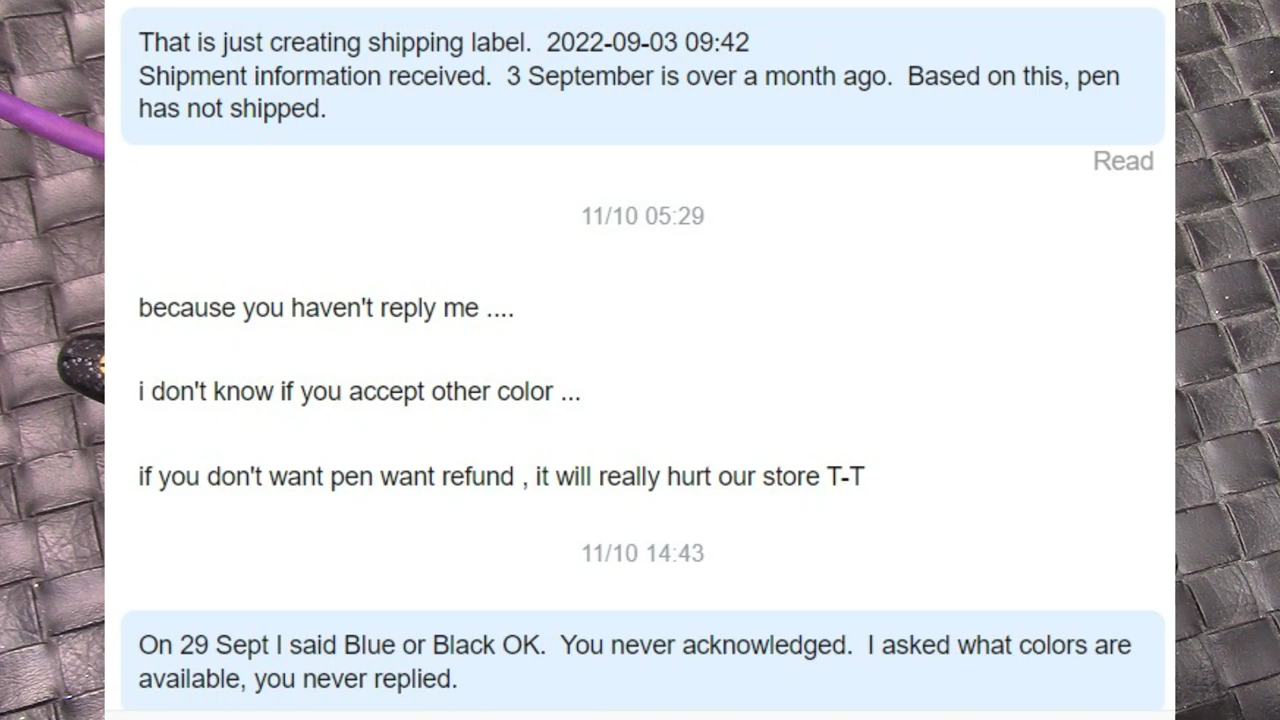 That is just creating shipping label.  2022-09-03 09:42
Shipment information received.  3 September is over a month ago.  Based on this, pen
has not shipped.
Read
11/10 05:29
because you haven't reply me ....
i don't know if you accept other color ...
if you don't want pen want refund , it will really hurt our store T-T
11/10 14:43
On 29 Sept I said Blue or Black OK.  You never acknowledged.  I asked what colors are
available, you never replied.